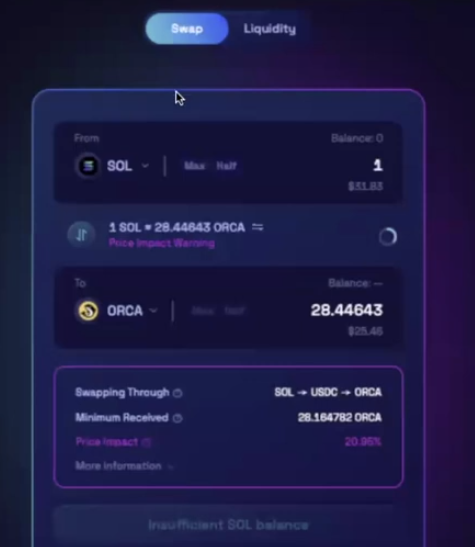 Swap Liquidity
From Balance: 0
SOL Max Half 1
$31.83
1 SOL ≈ 28.44643 ORCA
Price Impact Warning
To Balance: --
ORCA Max Half 28.44643
$25.46
Swapping Through SOL → USDC → ORCA
Minimum Received 28.164782 ORCA
Price Impact 20.95%
More information
Insufficient SOL balance